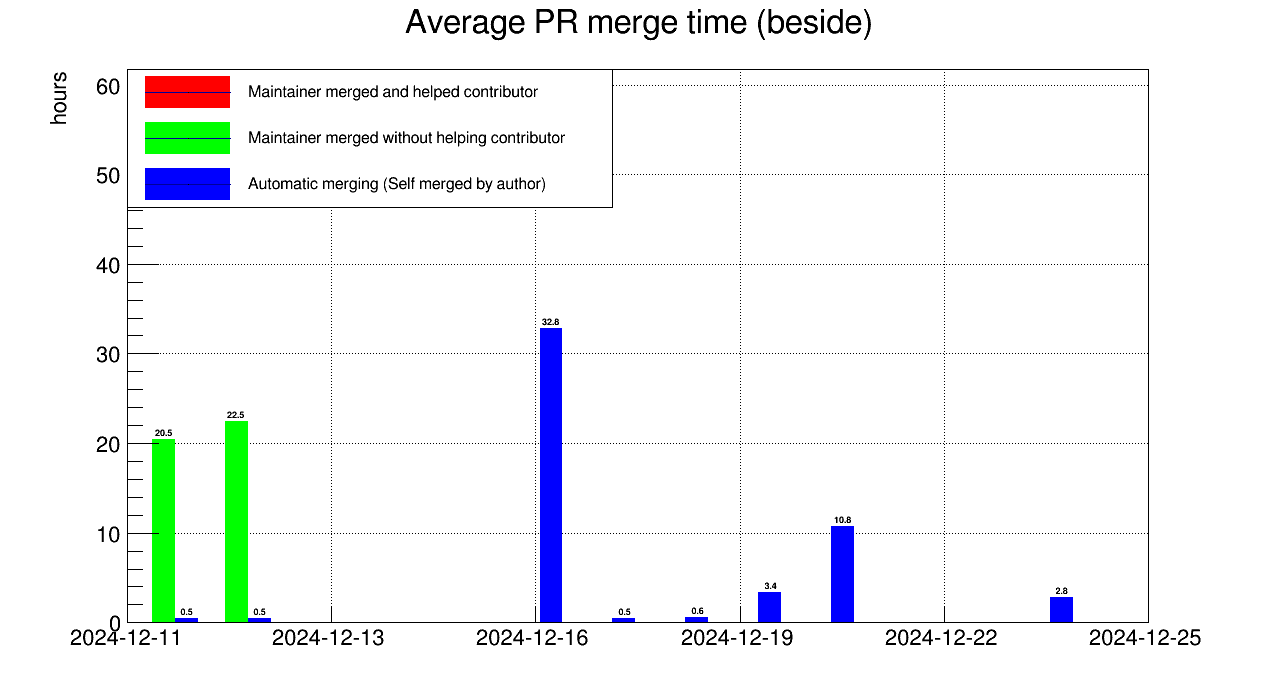 Average PR merge time (beside)
hours
60
50
40
30
20
10
0
Maintainer merged and helped contributor
Maintainer merged without helping contributor
Automatic merging (Self merged by author)
20.5
0.5
22.5
0.5
32.8
0.5
0.6
3.4
10.8
2.8
2024-12-11 2024-12-13 2024-12-16 2024-12-19 2024-12-22 2024-12-25